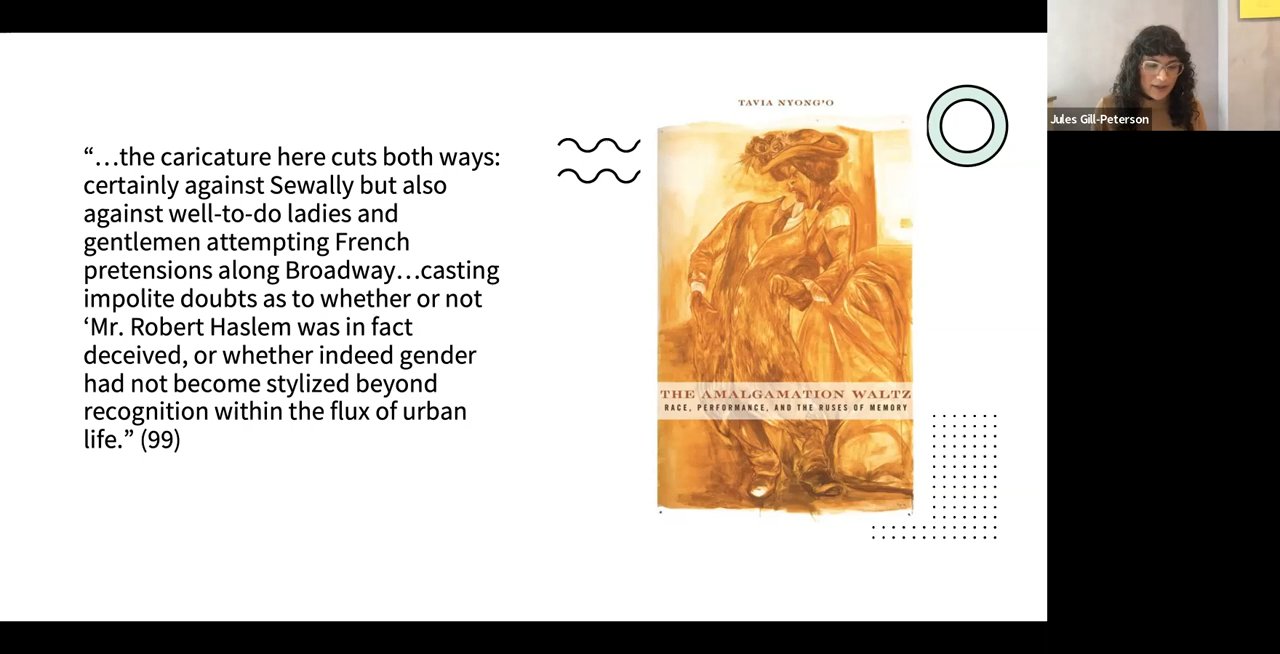 “…the caricature here cuts both ways:
certainly against Sewally but also
against well-to-do ladies and
gentlemen attempting French
pretensions along Broadway…casting
impolite doubts as to whether or not
‘Mr. Robert Haslem was in fact
deceived, or whether indeed gender
had not become stylized beyond
recognition within the flux of urban
life.” (99)
TAVIA NYONG’O
THE AMALGAMATION WALTZ
RACE, PERFORMANCE, AND THE RUSES OF MEMORY
Jules Gill-Peterson